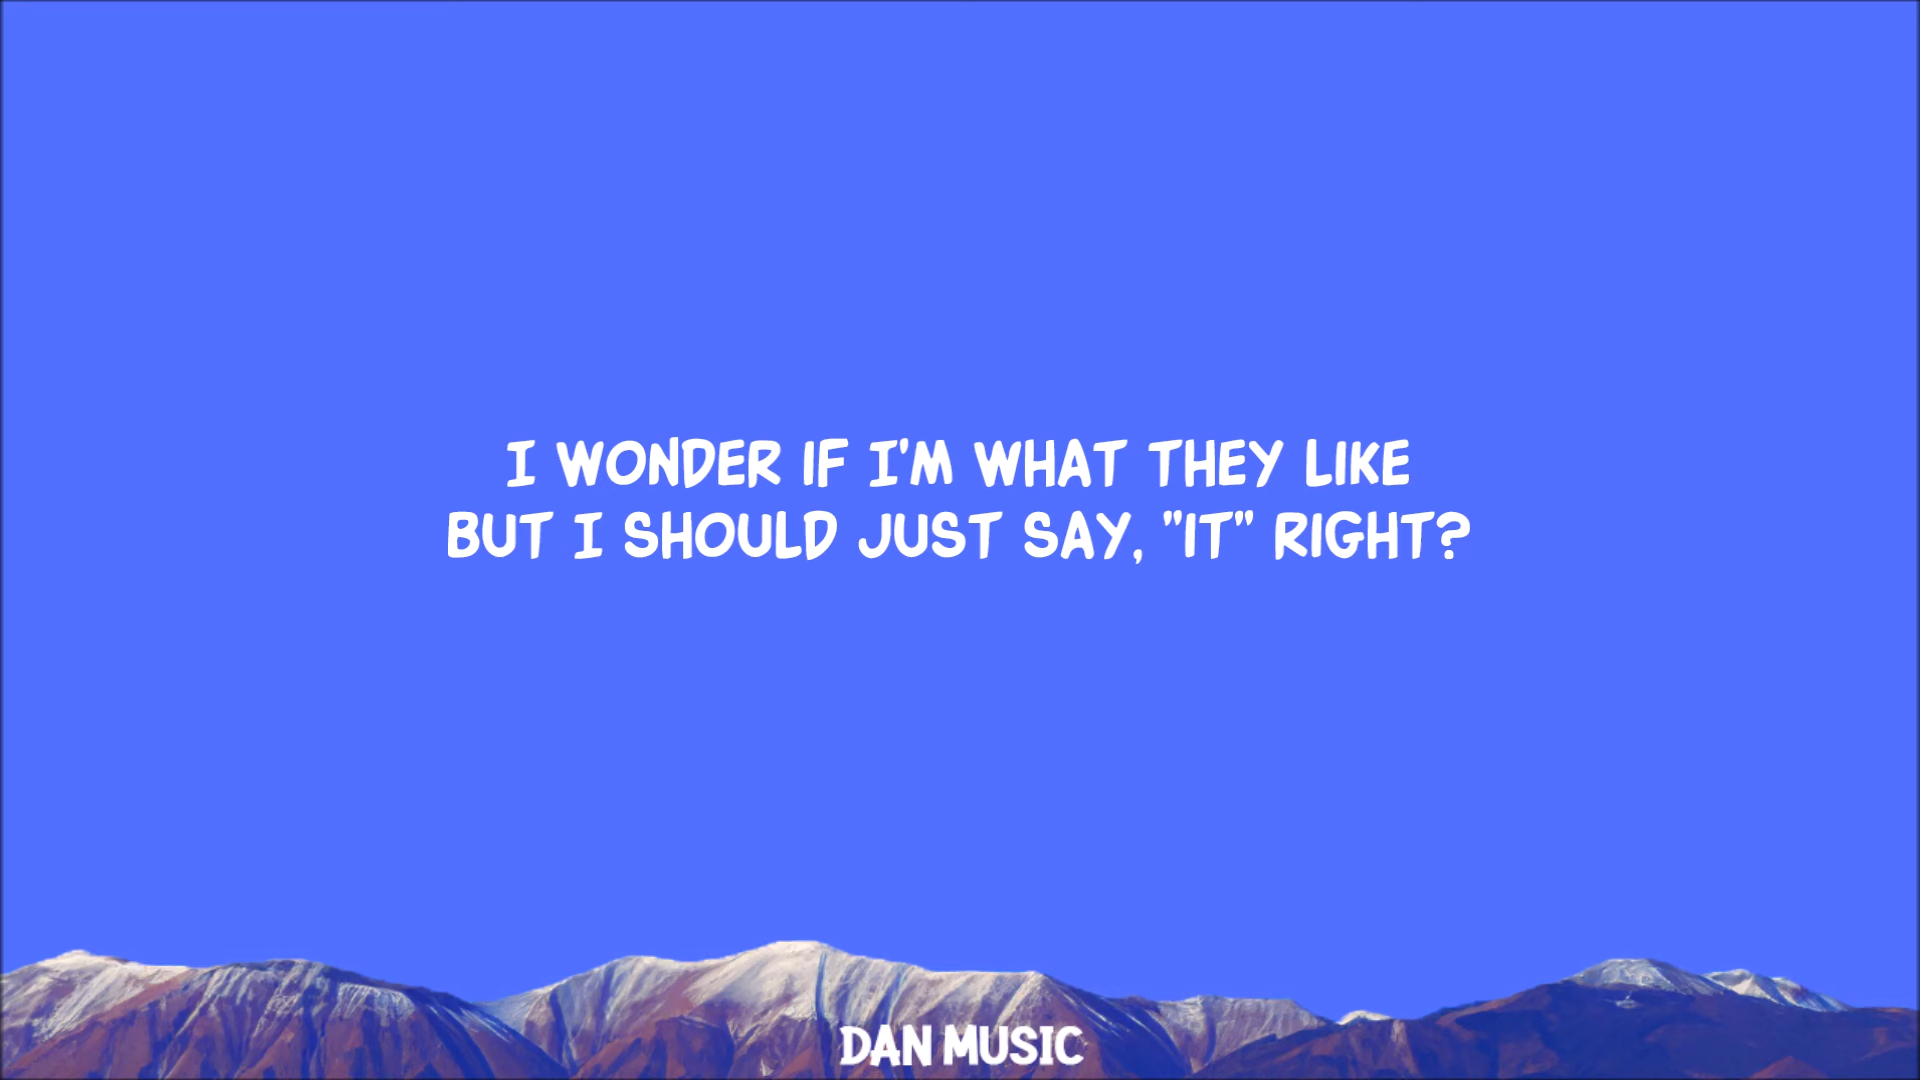 I WONDER IF I'M WHAT THEY LIKE
BUT I SHOULD JUST SAY, "IT" RIGHT?
DAN MUSIC